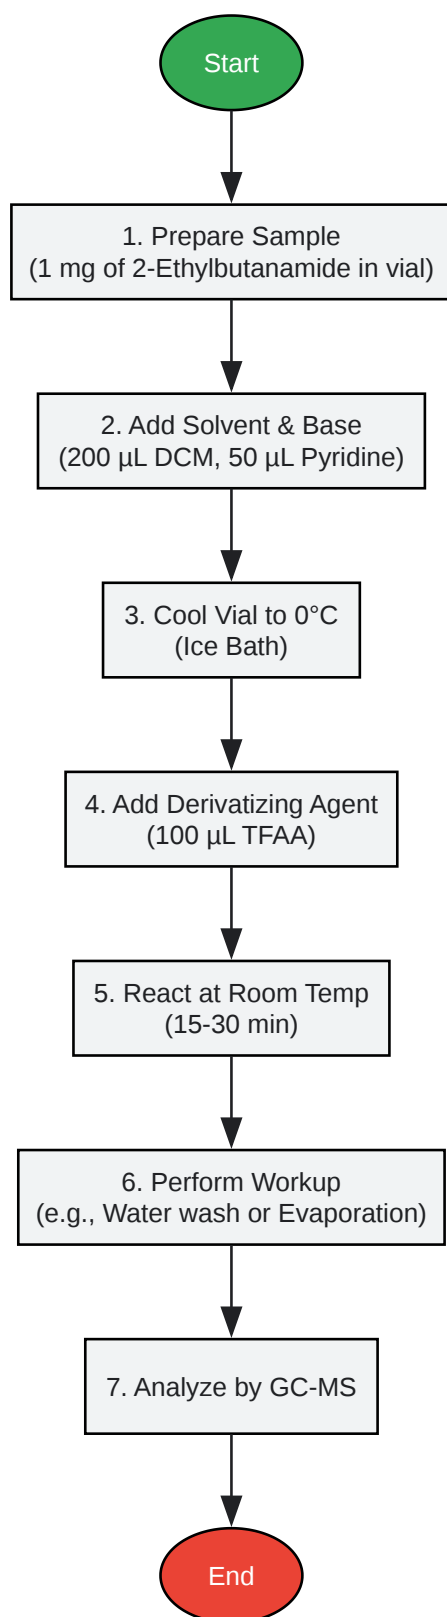 Start
1. Prepare Sample
(1 mg of 2-Ethylbutanamide in vial)
2. Add Solvent & Base
(200 µL DCM, 50 µL Pyridine)
3. Cool Vial to 0°C
(Ice Bath)
4. Add Derivatizing Agent
(100 µL TFAA)
5. React at Room Temp
(15-30 min)
6. Perform Workup
(e.g., Water wash or Evaporation)
7. Analyze by GC-MS
End